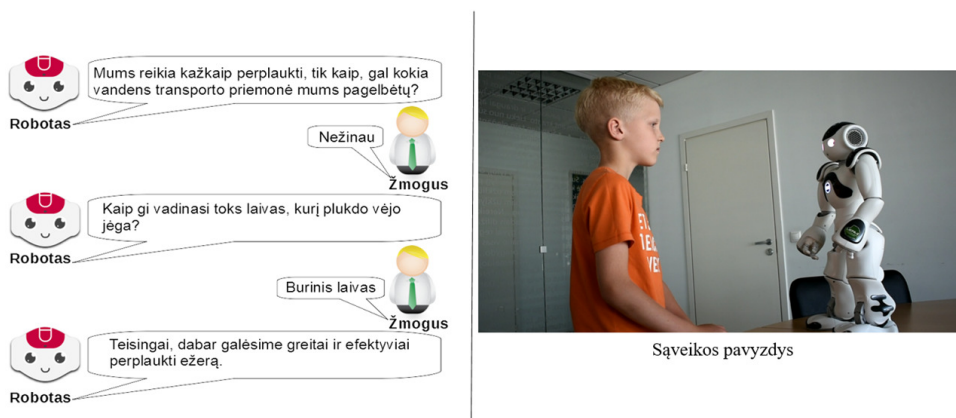 Mums reikia kažkaip perplaukti, tik kaip, gal kokia
vandens transporto priemonė mums pagelbėtų?
Robotas
Nežinau
Žmogus
Kaip gi vadinasi toks laivas, kurį plukdo vėjo
jėga?
Robotas
Burinis laivas
Žmogus
Teisingai, dabar galėsime greitai ir efektyviai
perplaukti ežerą.
Robotas
Sąveikos pavyzdys